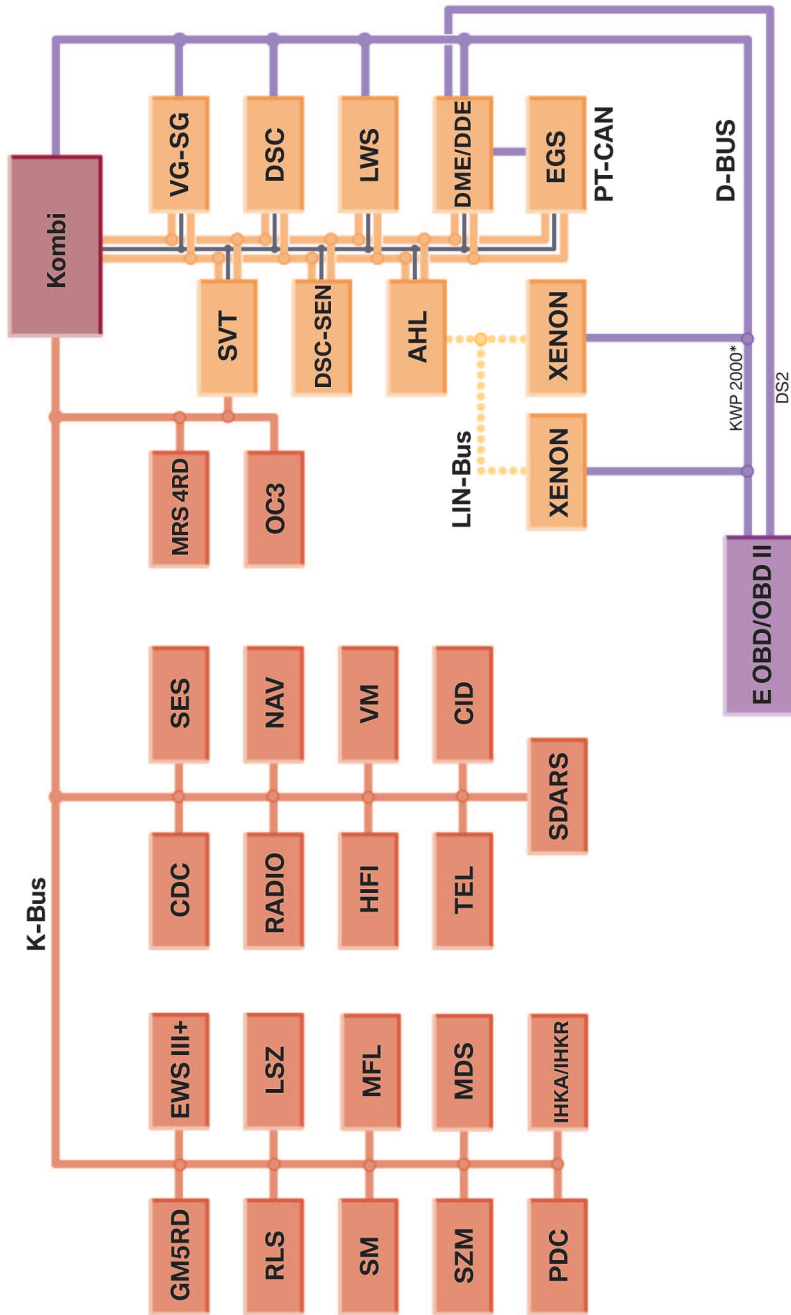 K-Bus
GM5RD
RLS
SM
SZM
PDC
EWS III+
LSZ
MFL
MDS
IHKA/IHKR
CDC
RADIO
HIFI
TEL
SDARS
SES
NAV
VM
CID
MRS 4RD
OC3
Kombi
SVT
DSC-SEN
AHL
LIN-Bus
XENON
XENON
VG-SG
DSC
LWS
DME/DDE
EGS
PT-CAN
D-BUS
KWP 2000*
DS2
E OBD/OBD II